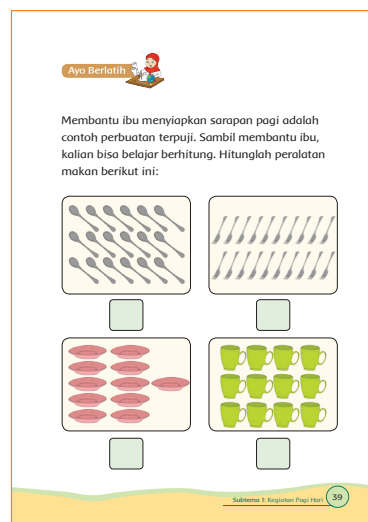 Ayo Berlatih
Membantu ibu menyiapkan sarapan pagi adalah
contoh perbuatan terpuji. Sambil membantu ibu,
kalian bisa belajar berhitung. Hitunglah peralatan
makan berikut ini:
Subtema 1: Kegiatan Pagi Hari 39